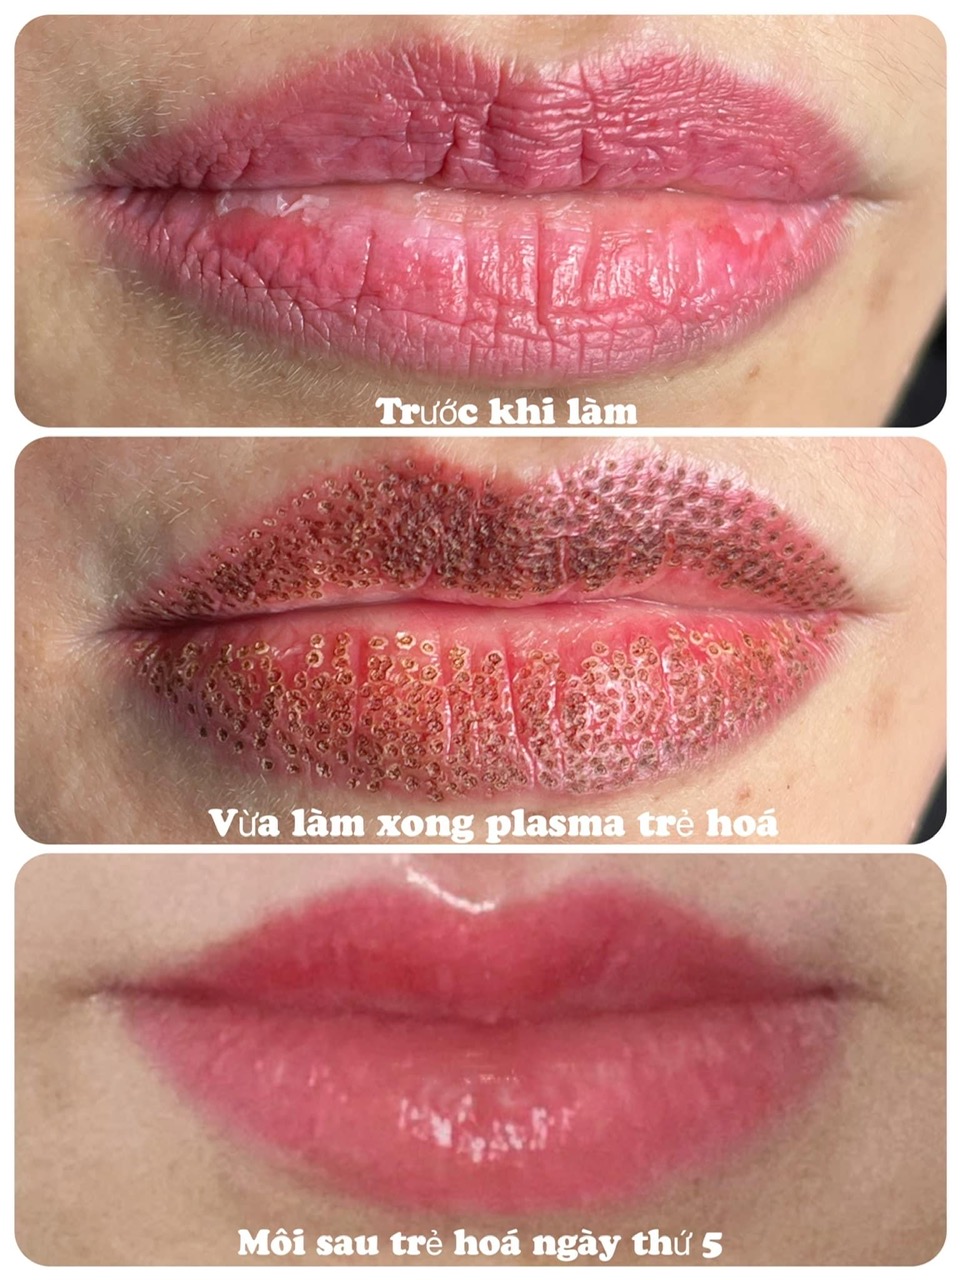 Trước khi làm
Vừa làm xong plasma trẻ hoá
Môi sau trẻ hoá ngày thứ 5